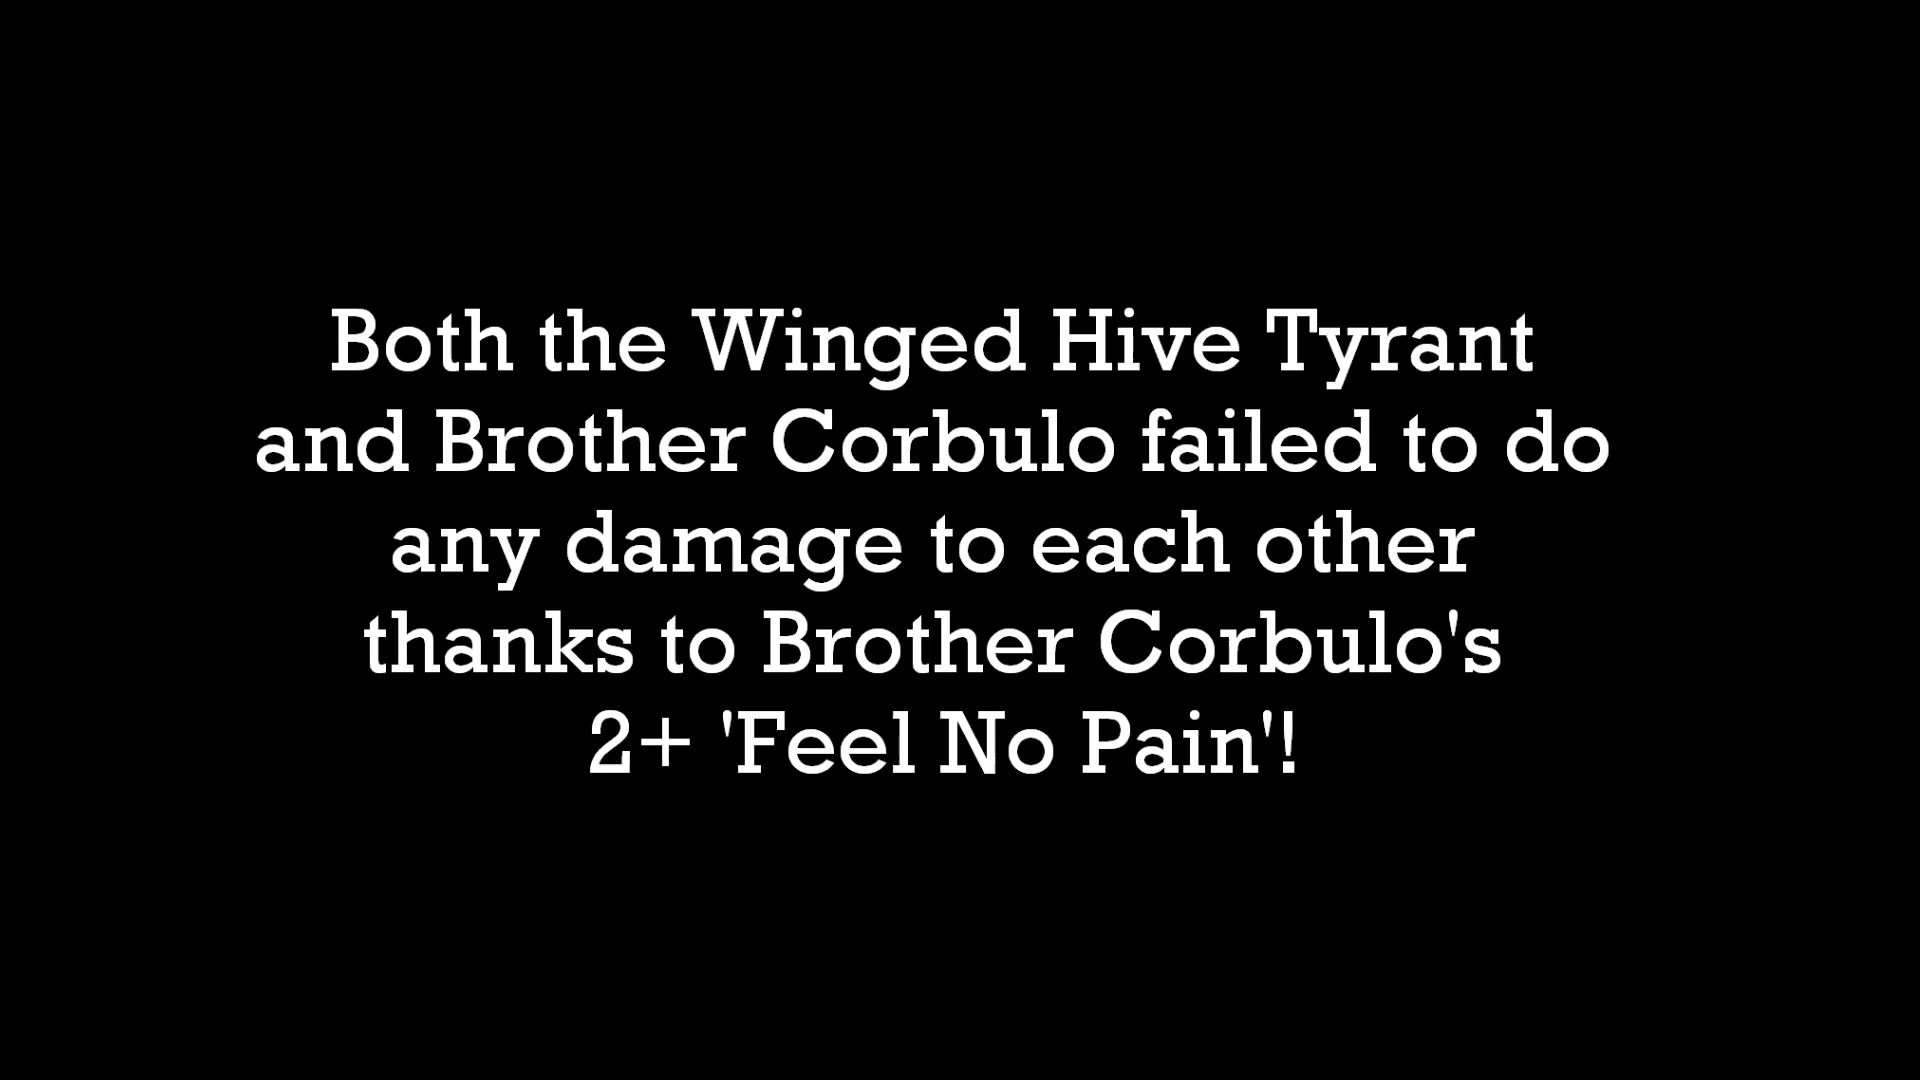 Both the Winged Hive Tyrant
and Brother Corbulo failed to do
any damage to each other
thanks to Brother Corbulo's
2+ 'Feel No Pain'!